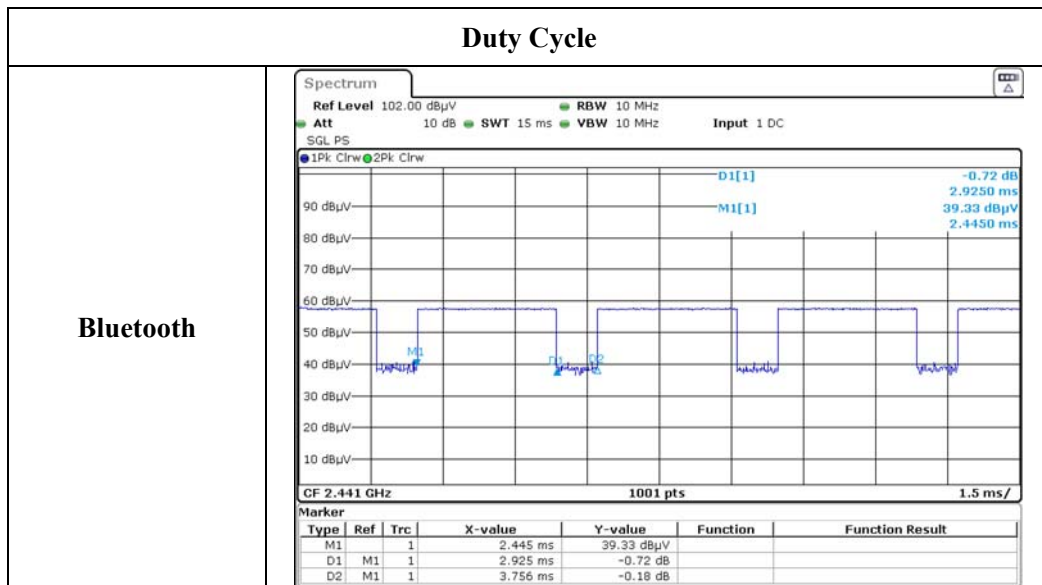 Duty Cycle
Bluetooth
Spectrum
Ref Level 102.00 dBµV RBW 10 MHz
Att 10 dB SWT 15 ms VBW 10 MHz Input 1 DC
SGL PS
1Pk Clrw 2Pk Clrw
D1[1] -0.72 dB
2.9250 ms
90 dBµV M1[1] 39.33 dBµV
2.4450 ms
80 dBµV
70 dBµV
60 dBµV
50 dBµV
M1 D1 D2
40 dBµV
30 dBµV
20 dBµV
10 dBµV
CF 2.441 GHz 1001 pts 1.5 ms/
Marker
Type Ref Trc X-value Y-value Function Function Result
M1 1 2.445 ms 39.33 dBµV
D1 M1 1 2.925 ms -0.72 dB
D2 M1 1 3.756 ms -0.18 dB